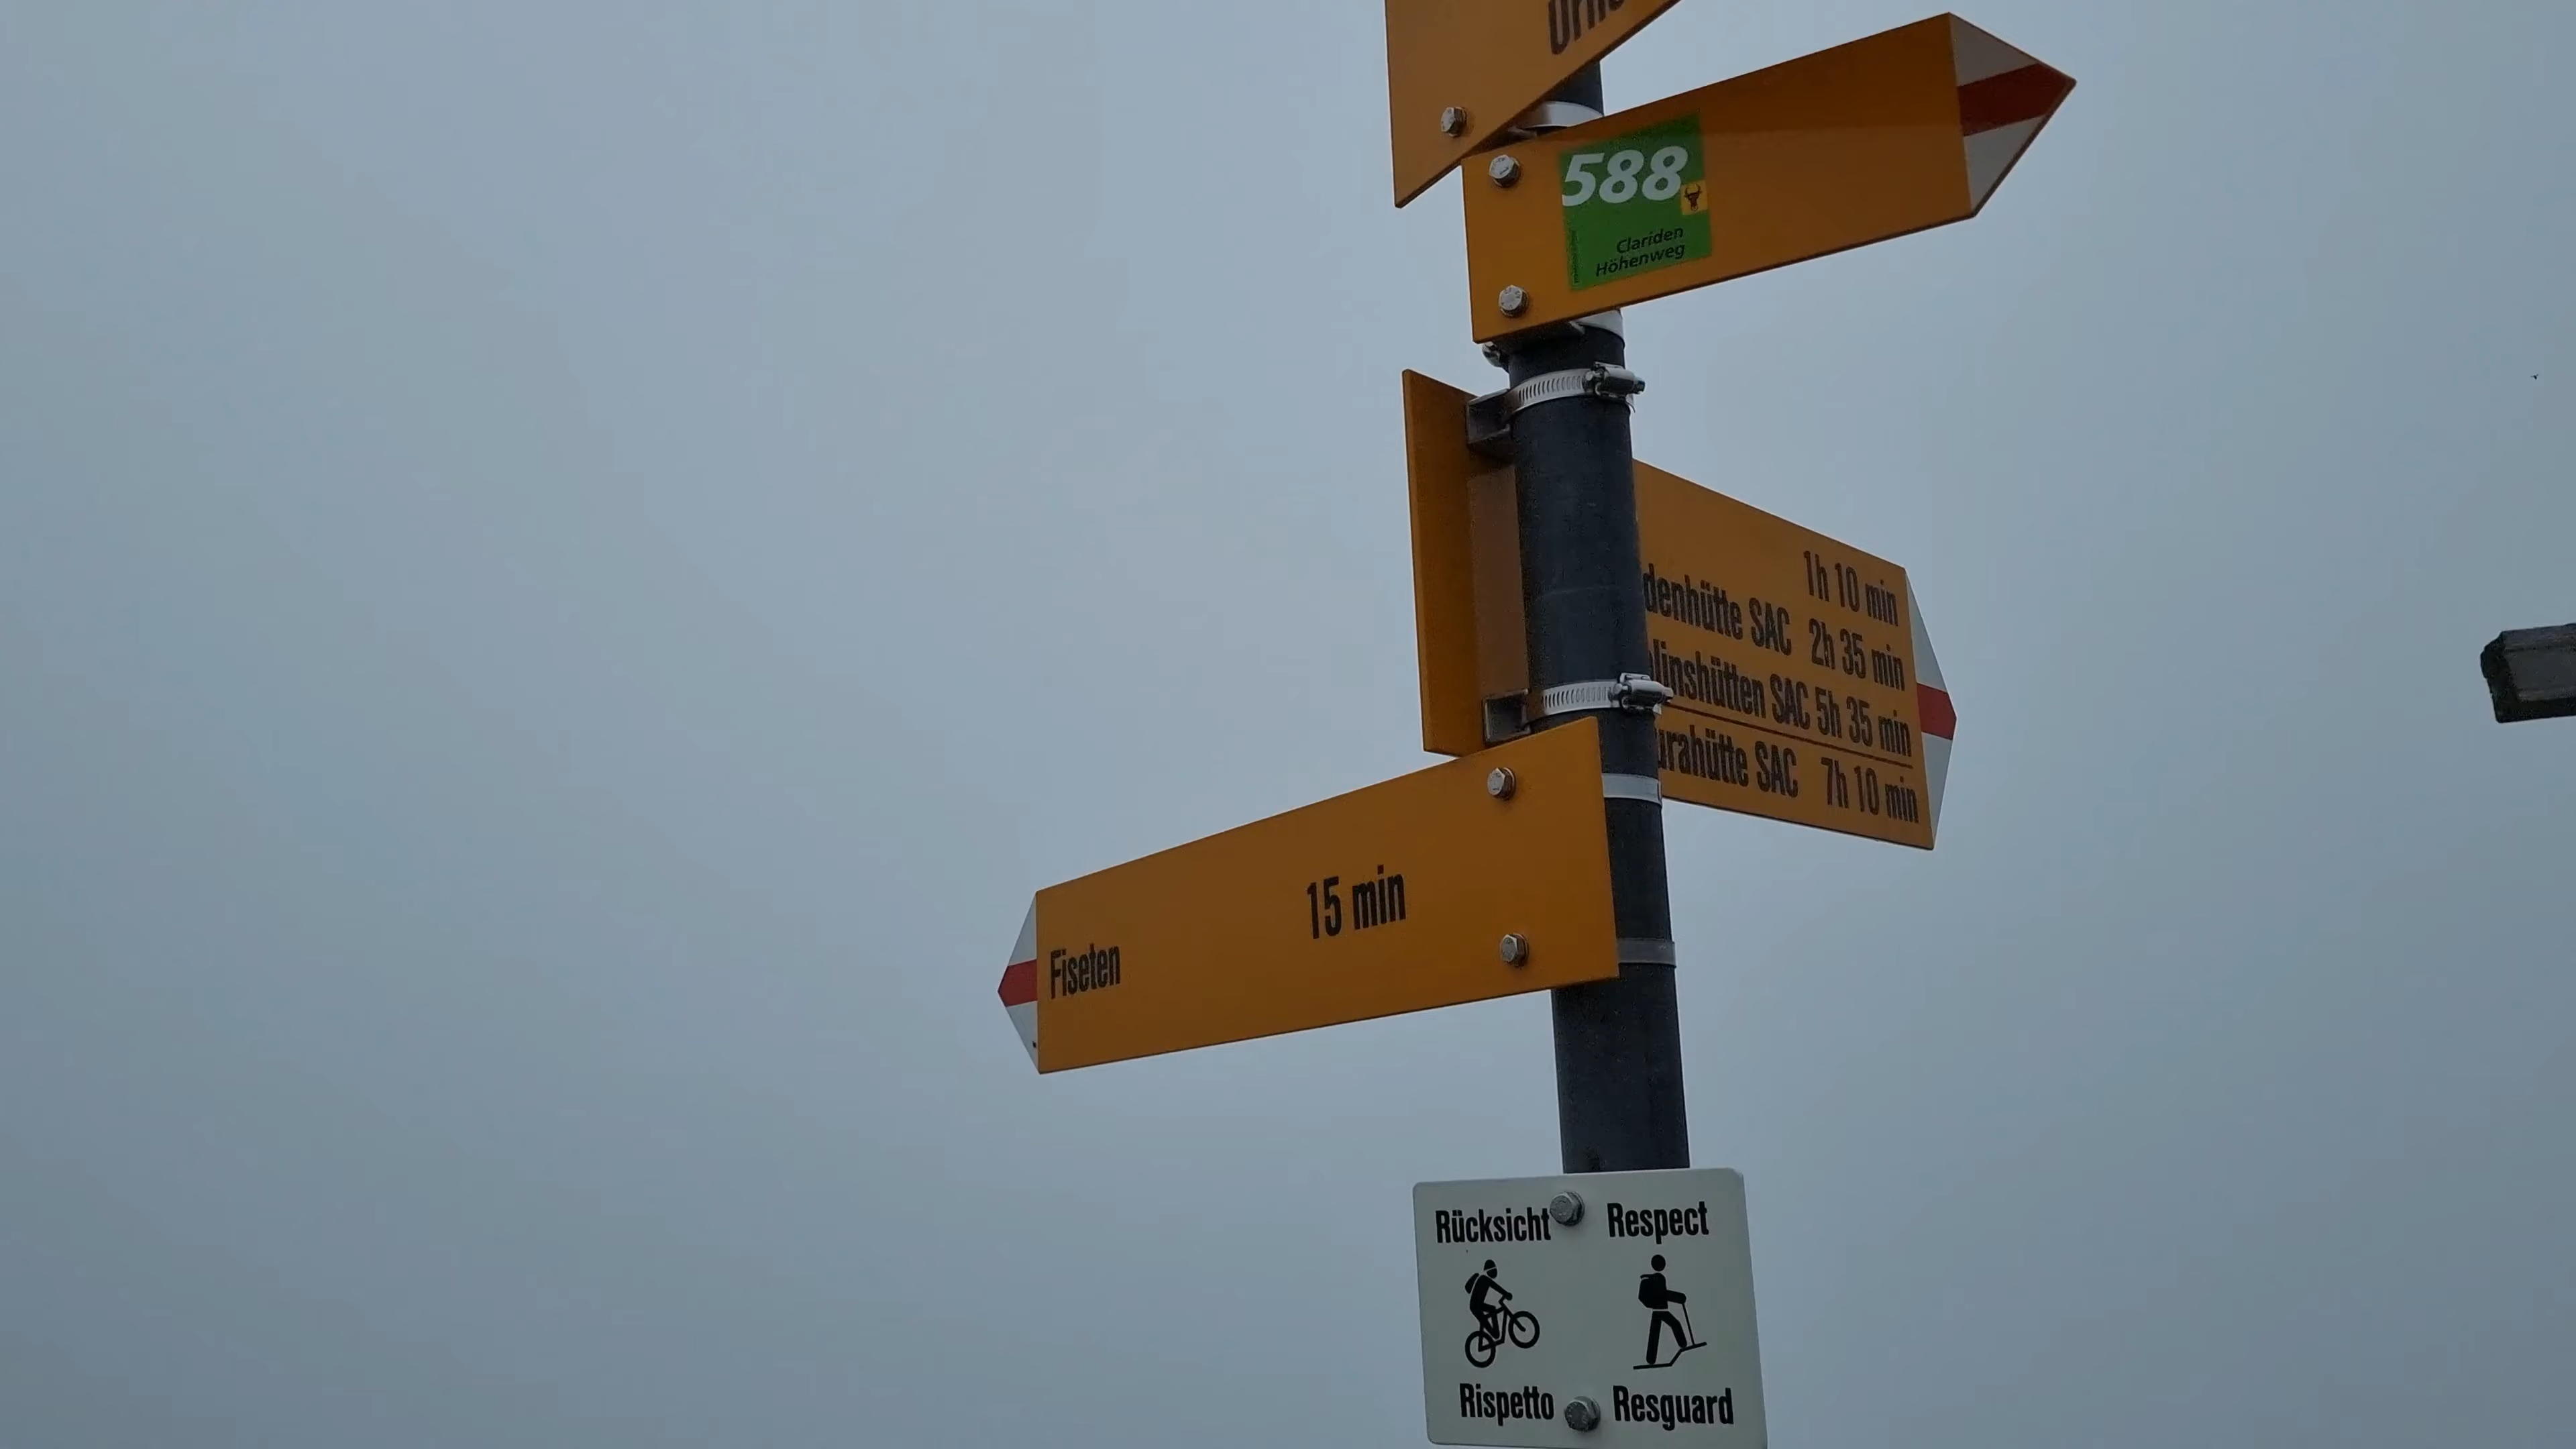 588
Clariden
Höhenweg
1h 10 min
denhütte SAC 2h 35 min
linshütten SAC 5h 35 min
urahütte SAC 7h 10 min
15 min
Fiseten
Rücksicht Respect
Rispetto Resguard